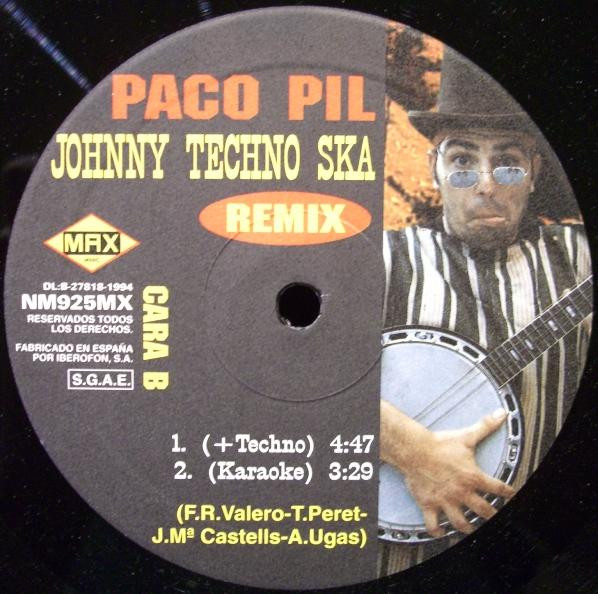 PACO PIL
JOHNNY TECHNO SKA
REMIX
MAX
MUSIC
DL:B-27818-1994
NM925MX
RESERVADOS TODOS
LOS DERECHOS.
FABRICADO EN ESPAÑA
POR IBEROFON, S.A.
S.G.A.E.
CARA B
1. (+Techno) 4:47
2. (Karaoke) 3:29
(F.R.Valero-T.Peret-
J.Mª Castells-A.Ugas)